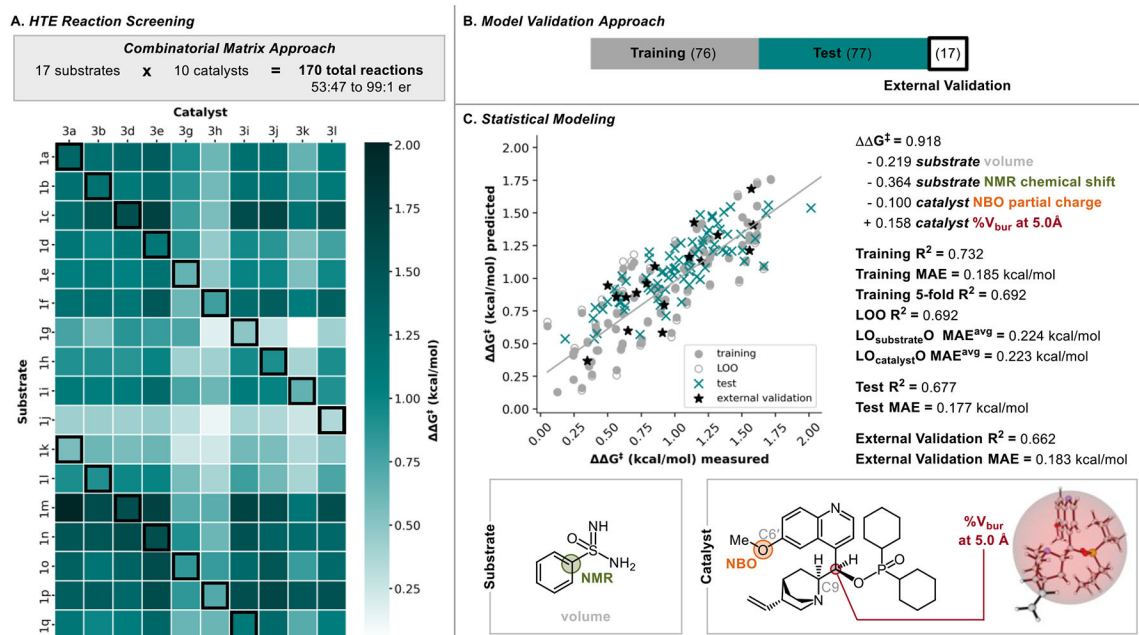 A. HTE Reaction Screening
Combinatorial Matrix Approach
17 substrates x 10 catalysts = 170 total reactions
53:47 to 99:1 er
Catalyst
3a 3b 3d 3e 3g 3h 3i 3j 3k 3l
Substrate
1a
1b
1c
1d
1e
1f
1g
1h
1i
1j
1k
1l
1m
1n
1o
1p
1q
2.00
1.75
1.50
1.25
1.00
0.75
0.50
0.25
ΔΔG‡ (kcal/mol)
B. Model Validation Approach
Training (76) Test (77) (17)
External Validation
C. Statistical Modeling
ΔΔG‡ (kcal/mol) predicted
2.00
1.75
1.50
1.25
1.00
0.75
0.50
0.25
0.00
training
LOO
test
external validation
0.00 0.25 0.50 0.75 1.00 1.25 1.50 1.75 2.00
ΔΔG‡ (kcal/mol) measured
ΔΔG‡ = 0.918
- 0.219 substrate volume
- 0.364 substrate NMR chemical shift
- 0.100 catalyst NBO partial charge
+ 0.158 catalyst %Vbur at 5.0Å
Training R² = 0.732
Training MAE = 0.185 kcal/mol
Training 5-fold R² = 0.692
LOO R² = 0.692
LOsubstrateO MAEavg = 0.224 kcal/mol
LOcatalystO MAEavg = 0.223 kcal/mol
Test R² = 0.677
Test MAE = 0.177 kcal/mol
External Validation R² = 0.662
External Validation MAE = 0.183 kcal/mol
Substrate
NH
S
NH2
NMR
volume
Catalyst
N
C6'
Me
O
NBO
H
H
C9
N
O
P
O
%Vbur
at 5.0 Å